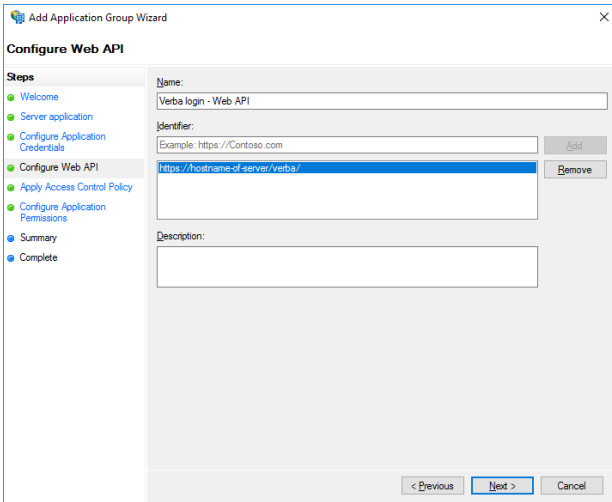 Add Application Group Wizard
Configure Web API
Steps
Welcome
Server application
Configure Application
Credentials
Configure Web API
Apply Access Control Policy
Configure Application
Permissions
Summary
Complete
Name:
Verba login - Web API
Identifier:
Example: https://Contoso.com
Add
https://hostname-of-server/verba/
Remove
Description:
< Previous
Next >
Cancel